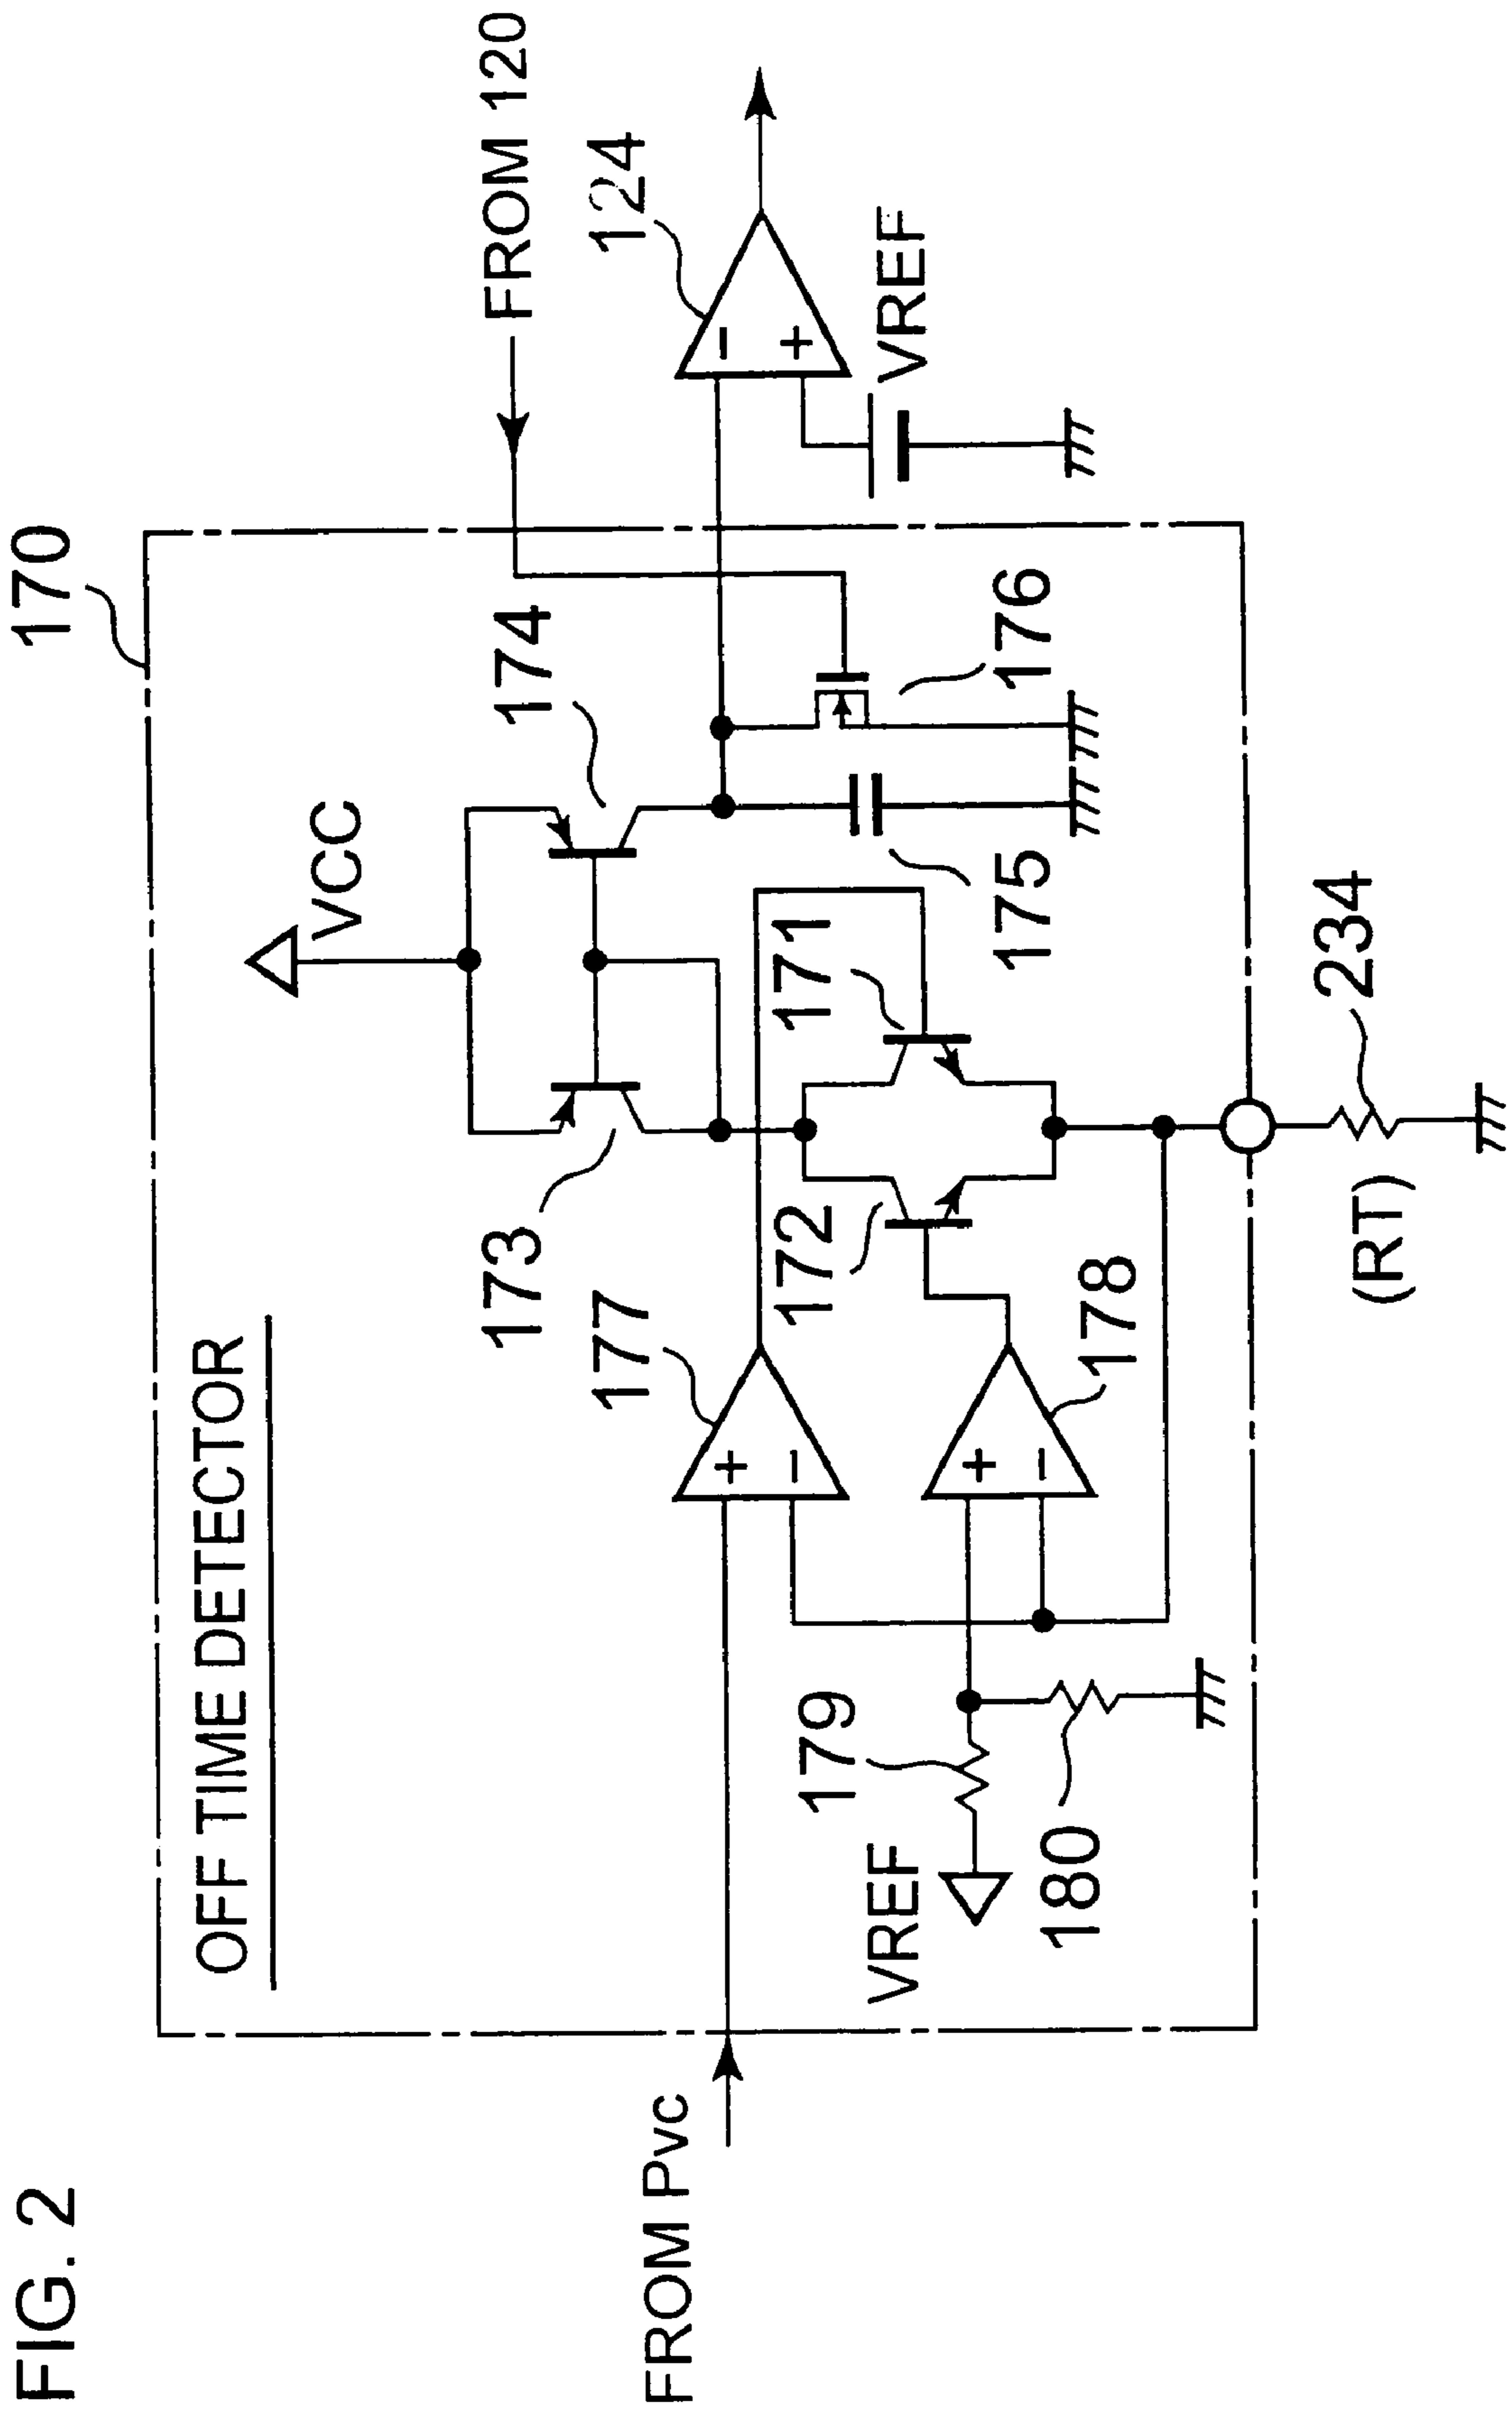 FIG. 2
170
OFF TIME DETECTOR
VCC
174
FROM 120
173
177
124
FROM Pvc
+
−
172
171
−
+
179
VREF
VREF
+
−
178
175
176
180
234
(RT)